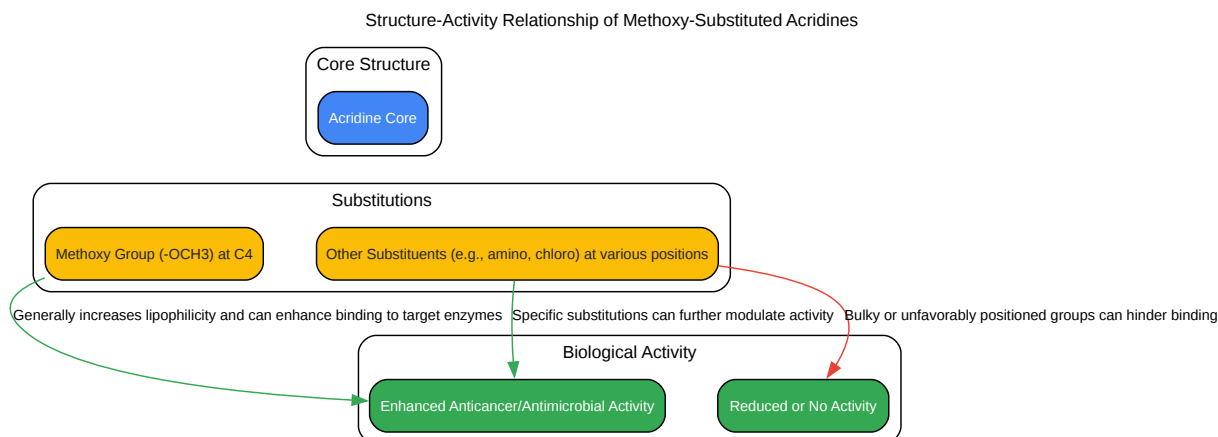 Structure-Activity Relationship of Methoxy-Substituted Acridines
Core Structure
Acridine Core
Substitutions
Methoxy Group (-OCH3) at C4
Other Substituents (e.g., amino, chloro) at various positions
Generally increases lipophilicity and can enhance binding to target enzymes
Specific substitutions can further modulate activity
Bulky or unfavorably positioned groups can hinder binding
Biological Activity
Enhanced Anticancer/Antimicrobial Activity
Reduced or No Activity